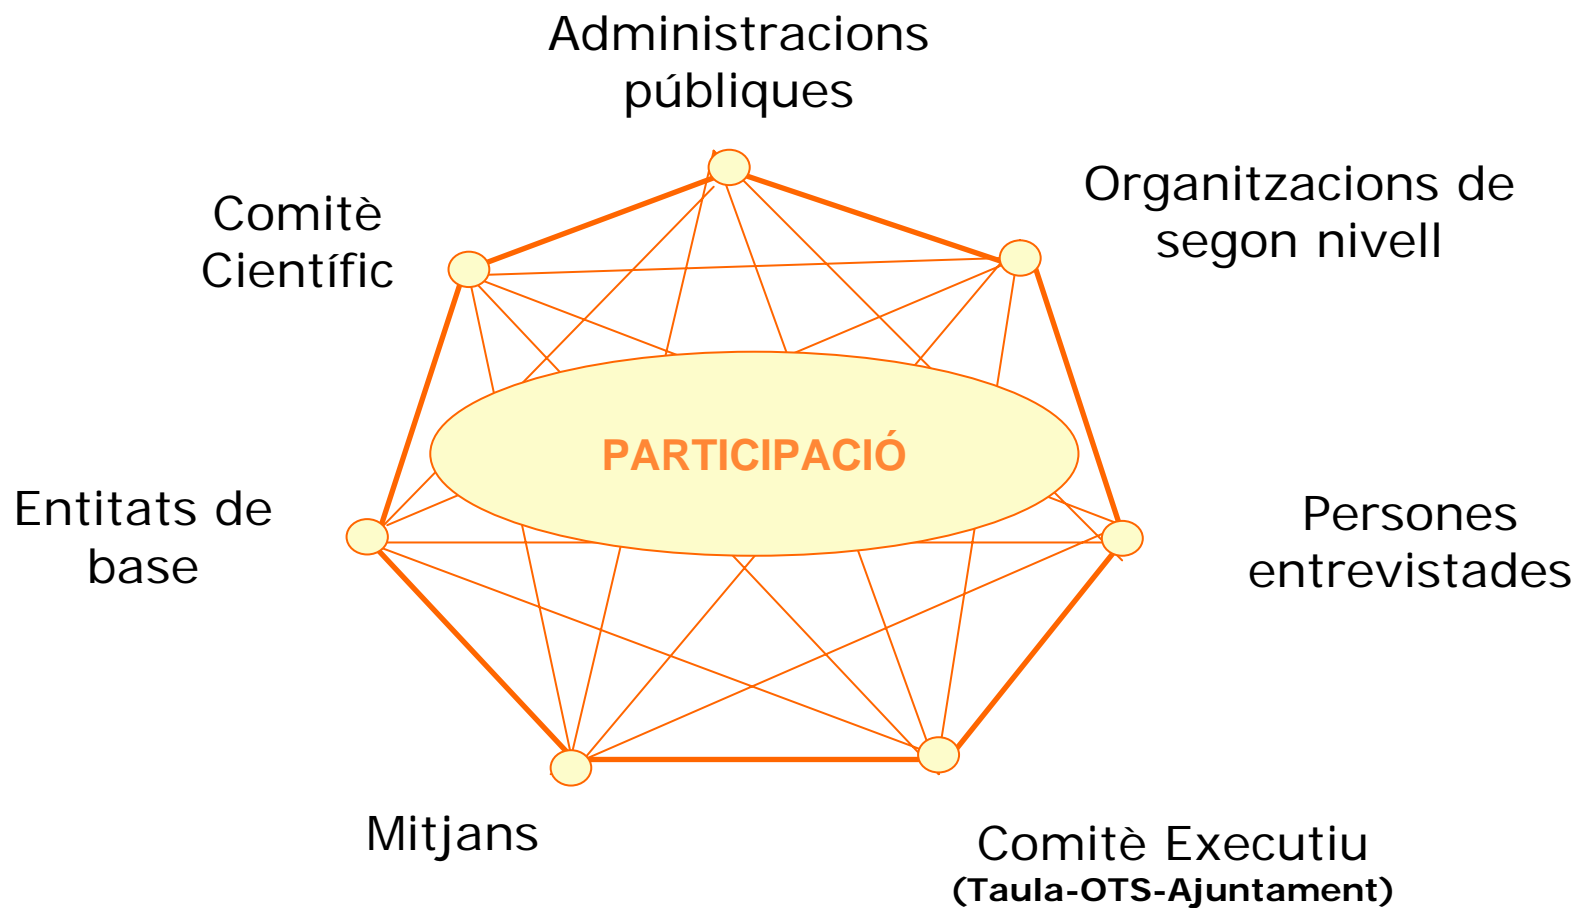 Administracions
públiques
Organitzacions de
segon nivell
Comitè
Científic
PARTICIPACIÓ
Entitats de
base
Persones
entrevistades
Mitjans
Comitè Executiu
(Taula-OTS-Ajuntament)